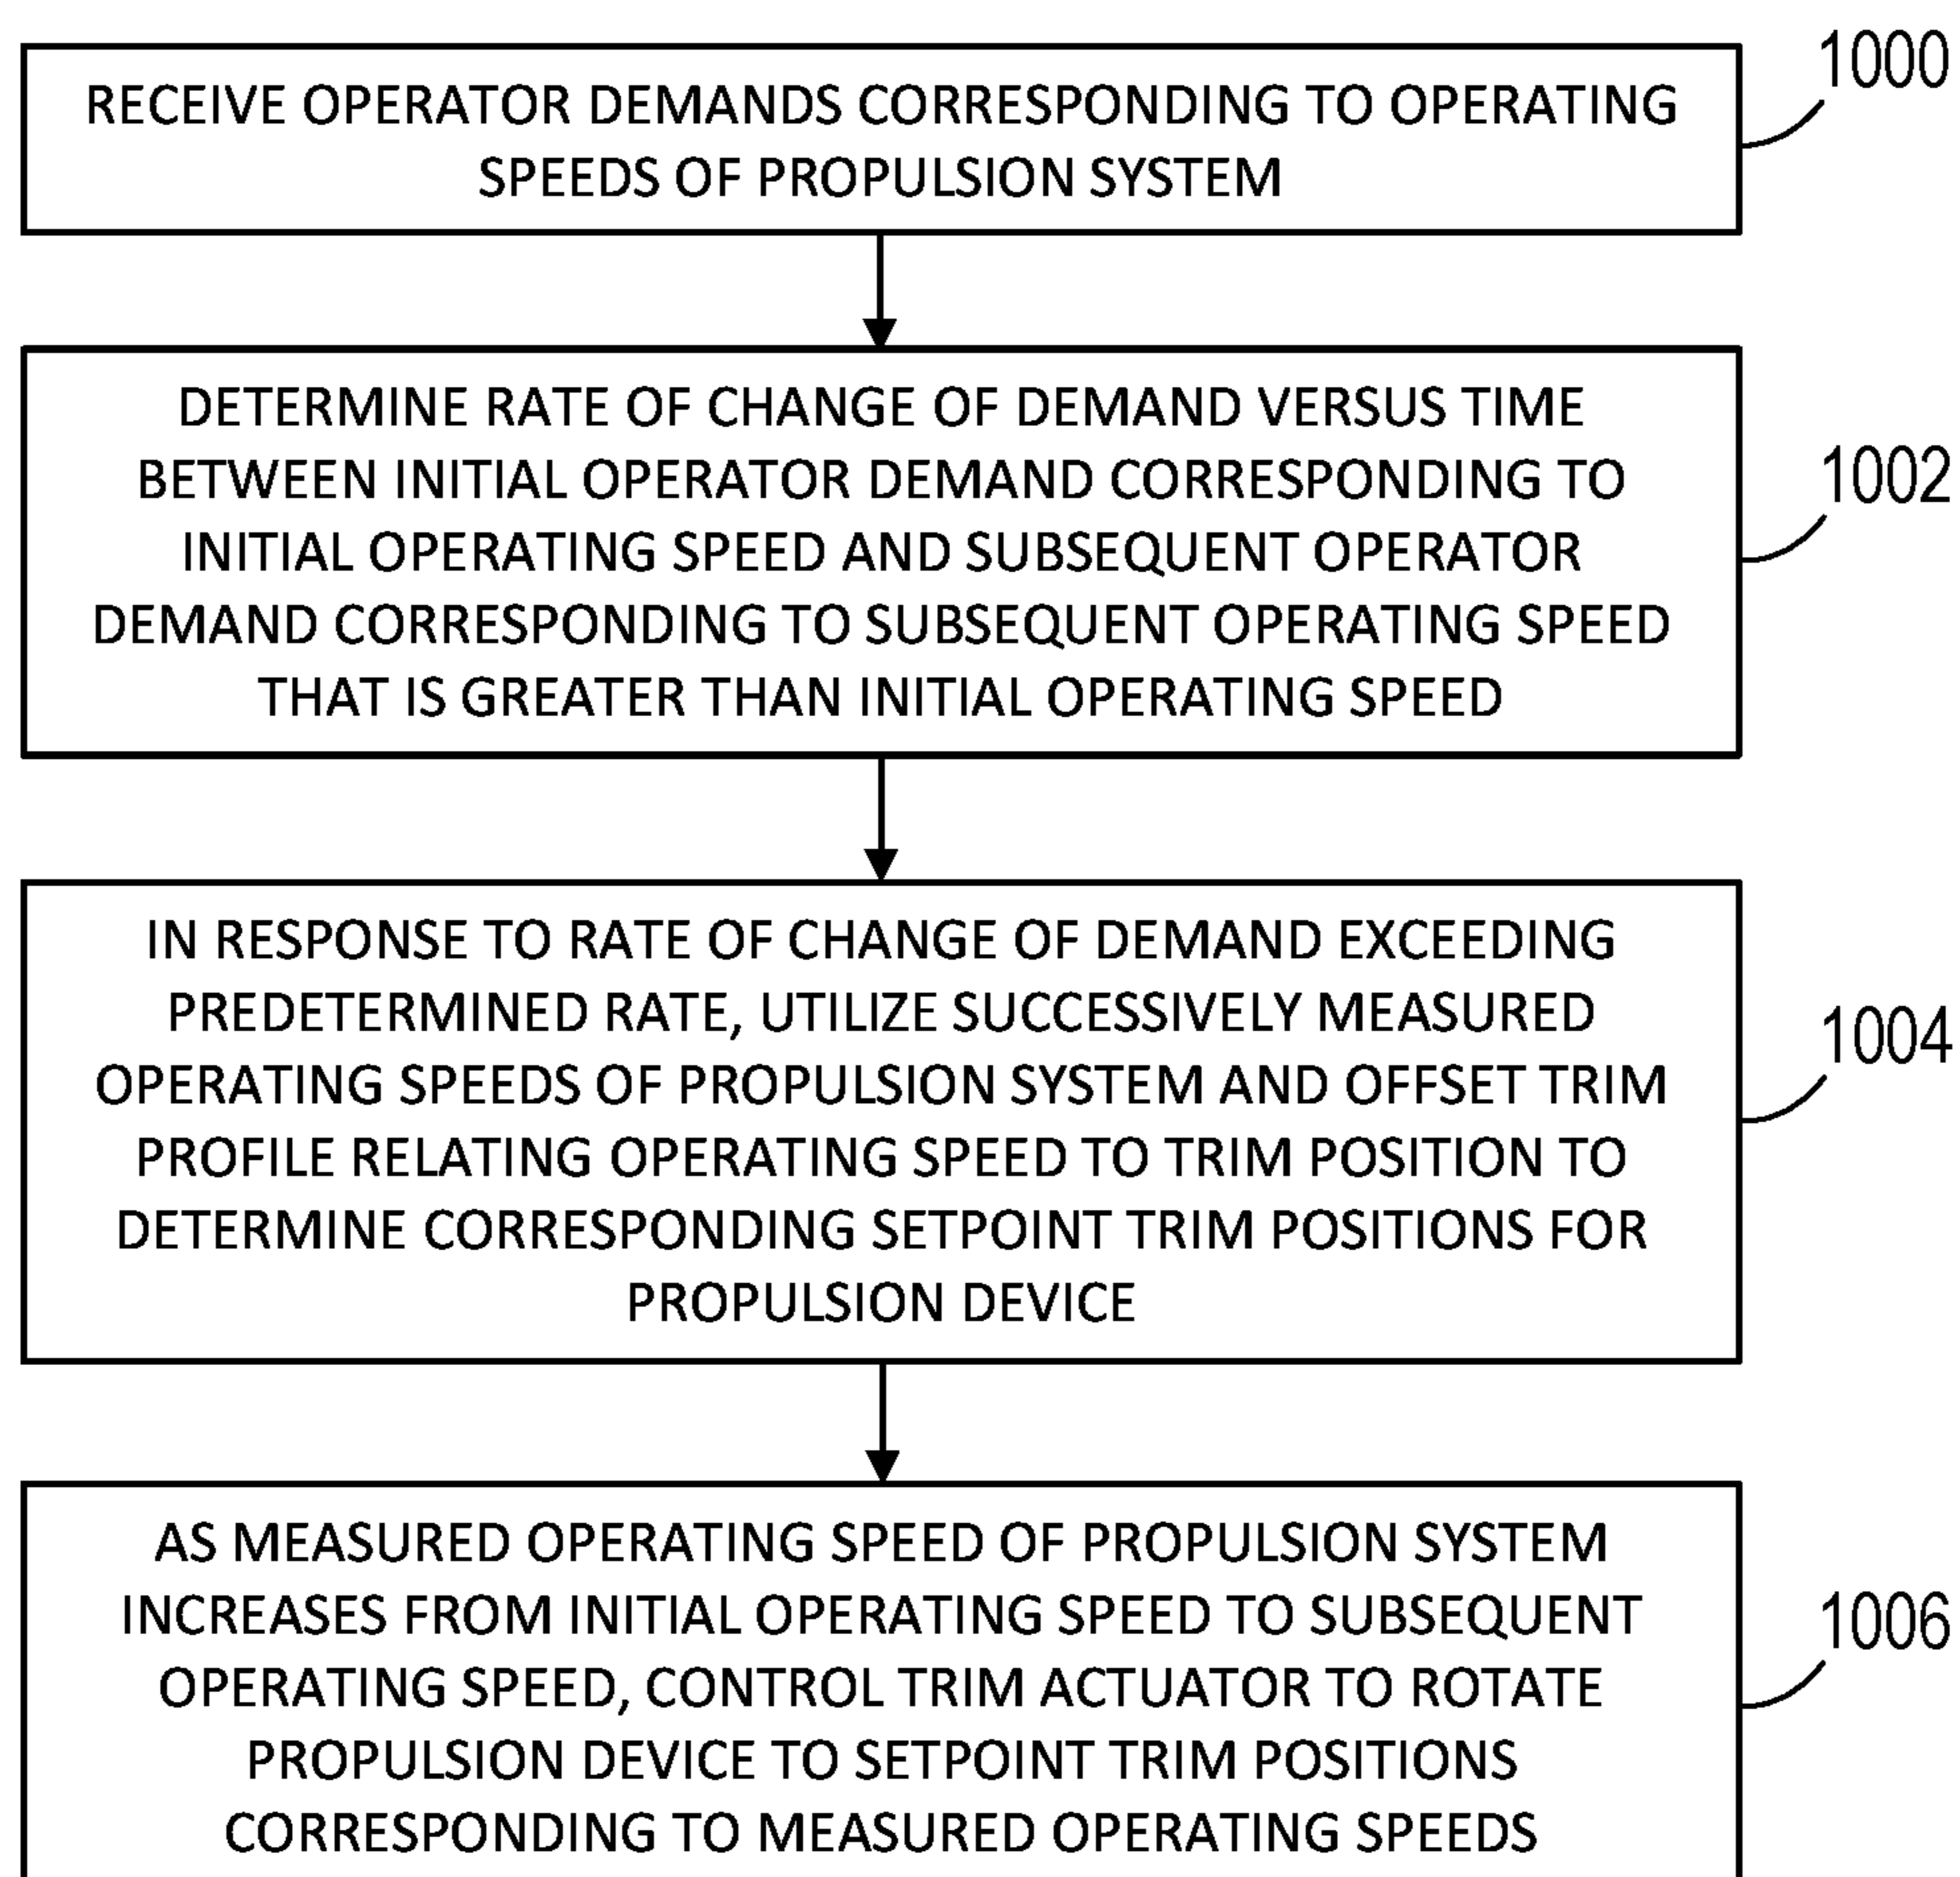 1000
RECEIVE OPERATOR DEMANDS CORRESPONDING TO OPERATING
SPEEDS OF PROPULSION SYSTEM
DETERMINE RATE OF CHANGE OF DEMAND VERSUS TIME
BETWEEN INITIAL OPERATOR DEMAND CORRESPONDING TO
1002
INITIAL OPERATING SPEED AND SUBSEQUENT OPERATOR
DEMAND CORRESPONDING TO SUBSEQUENT OPERATING SPEED
THAT IS GREATER THAN INITIAL OPERATING SPEED
IN RESPONSE TO RATE OF CHANGE OF DEMAND EXCEEDING
PREDETERMINED RATE, UTILIZE SUCCESSIVELY MEASURED
1004
OPERATING SPEEDS OF PROPULSION SYSTEM AND OFFSET TRIM
PROFILE RELATING OPERATING SPEED TO TRIM POSITION TO
DETERMINE CORRESPONDING SETPOINT TRIM POSITIONS FOR
PROPULSION DEVICE
AS MEASURED OPERATING SPEED OF PROPULSION SYSTEM
INCREASES FROM INITIAL OPERATING SPEED TO SUBSEQUENT
1006
OPERATING SPEED, CONTROL TRIM ACTUATOR TO ROTATE
PROPULSION DEVICE TO SETPOINT TRIM POSITIONS
CORRESPONDING TO MEASURED OPERATING SPEEDS